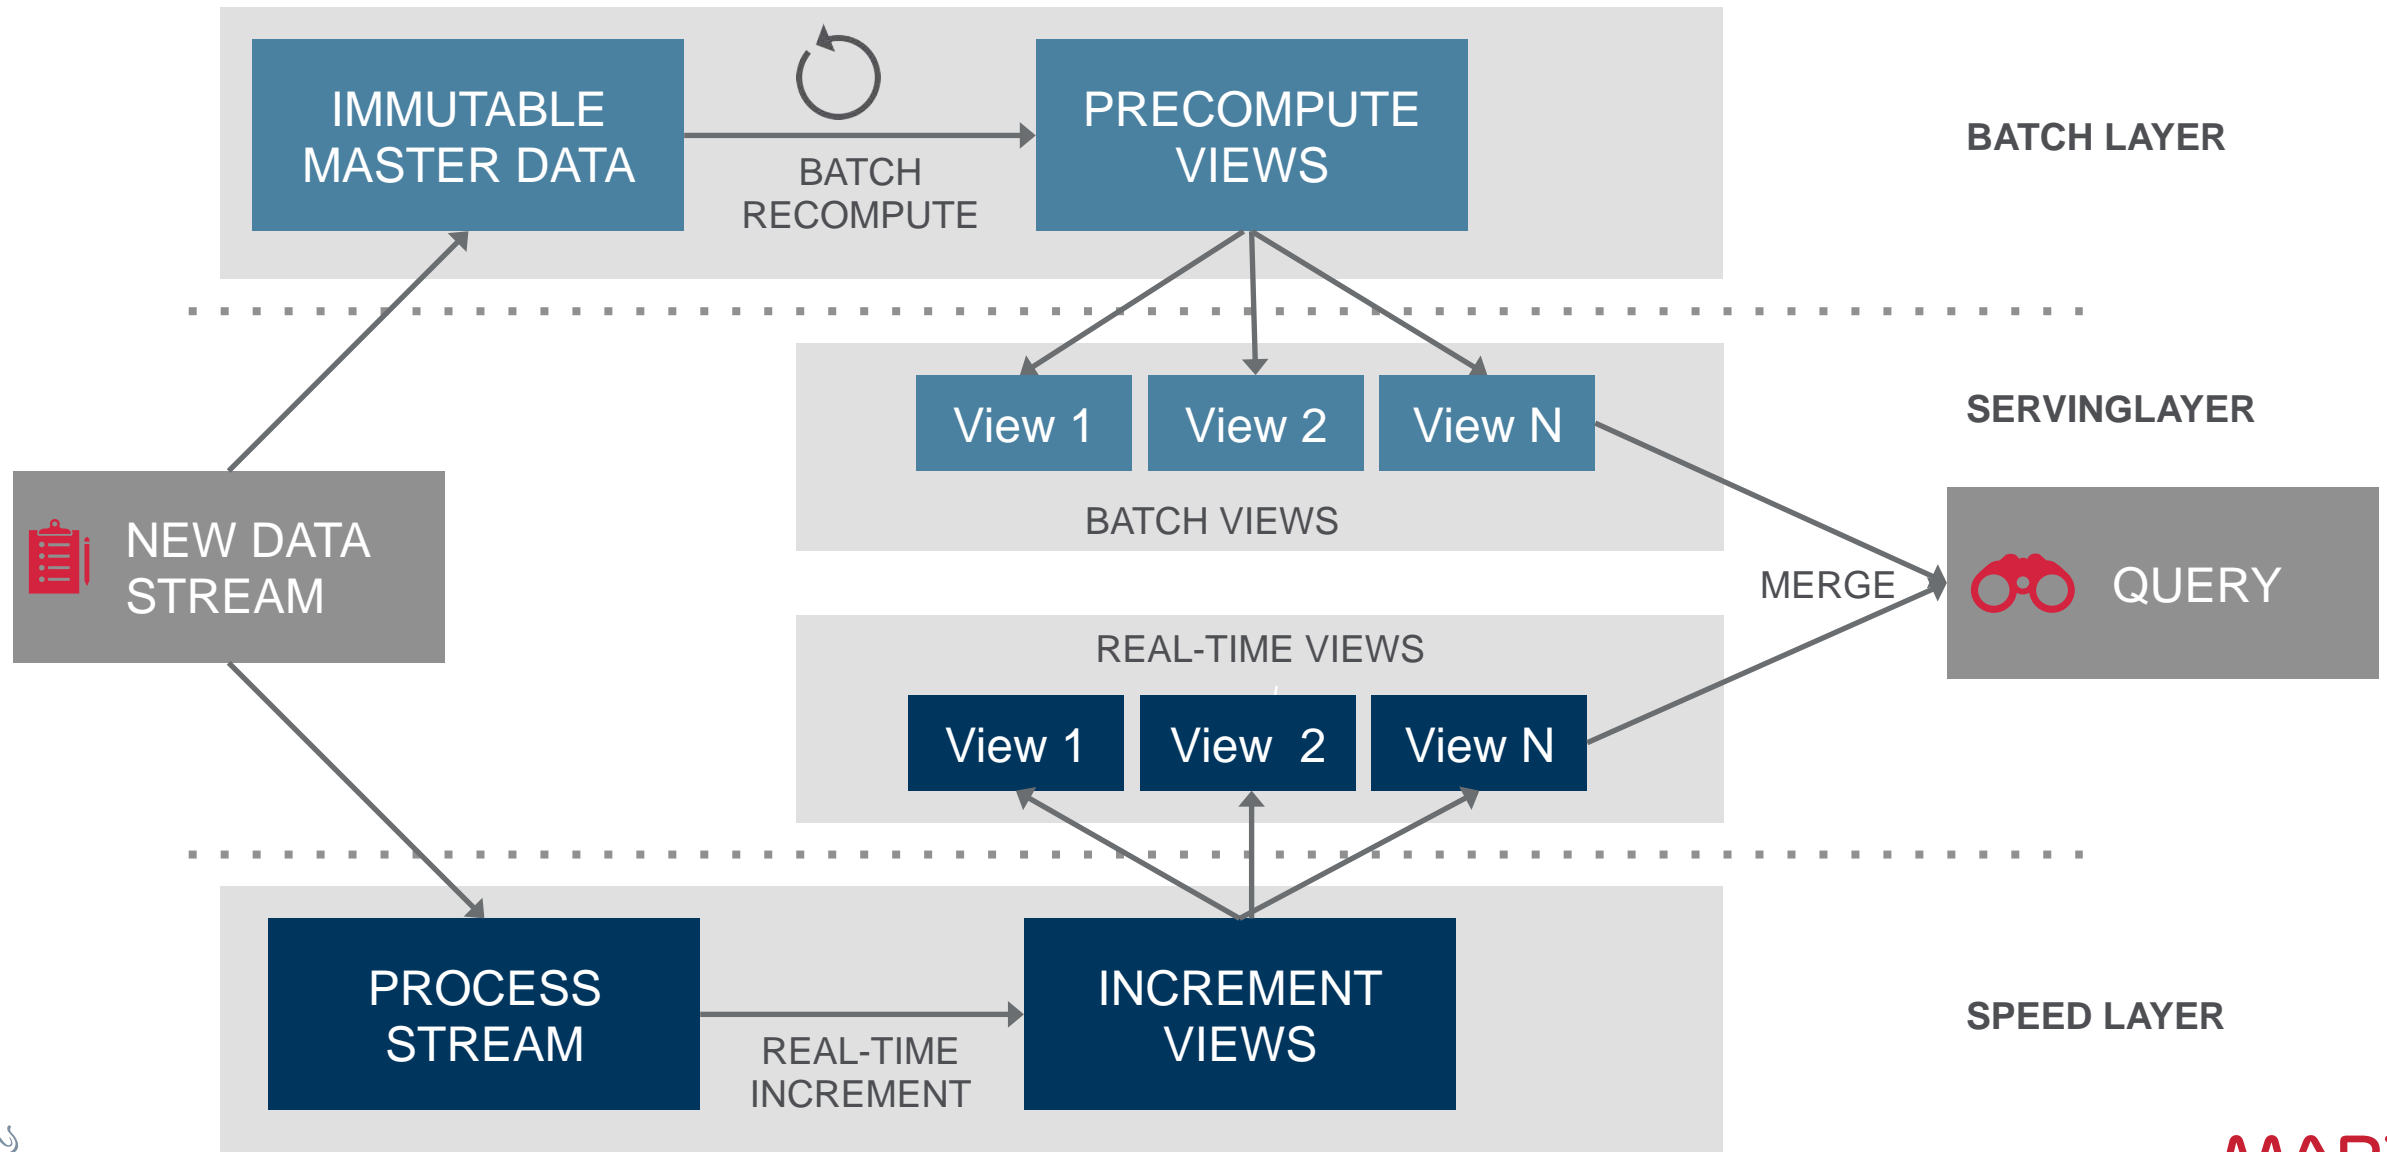 IMMUTABLE
MASTER DATA
BATCH
RECOMPUTE
PRECOMPUTE
VIEWS
BATCH LAYER
View 1
View 2
View N
BATCH VIEWS
SERVINGLAYER
NEW DATA
STREAM
MERGE
QUERY
REAL-TIME VIEWS
View 1
View 2
View N
PROCESS
STREAM
REAL-TIME
INCREMENT
INCREMENT
VIEWS
SPEED LAYER